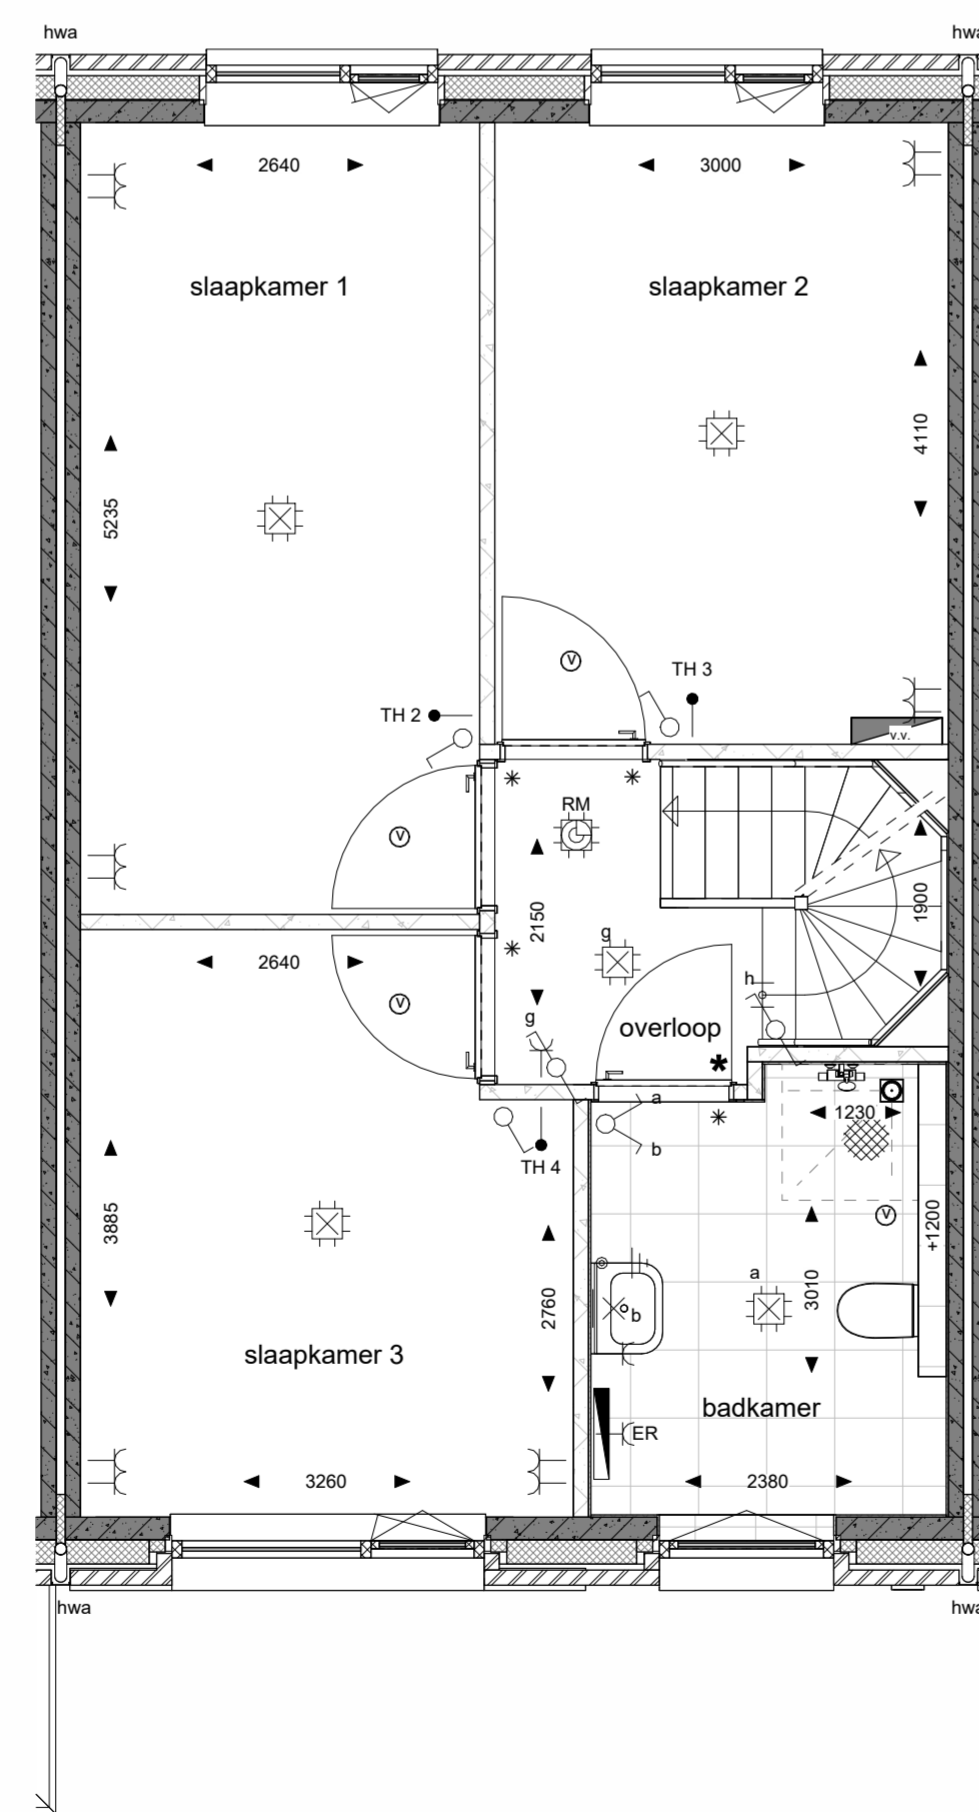 hwa
hwa
2640
3000
slaapkamer 1
slaapkamer 2
4110
5235
v
TH 3
TH 2
v.v.
RM
v
1900
2150
g
2640
v
h
g
overloop
*
a
1230
b
TH 4
3885
+1200
v
a
3010
2760
b
slaapkamer 3
badkamer
ER
3260
2380
hwa
hwa